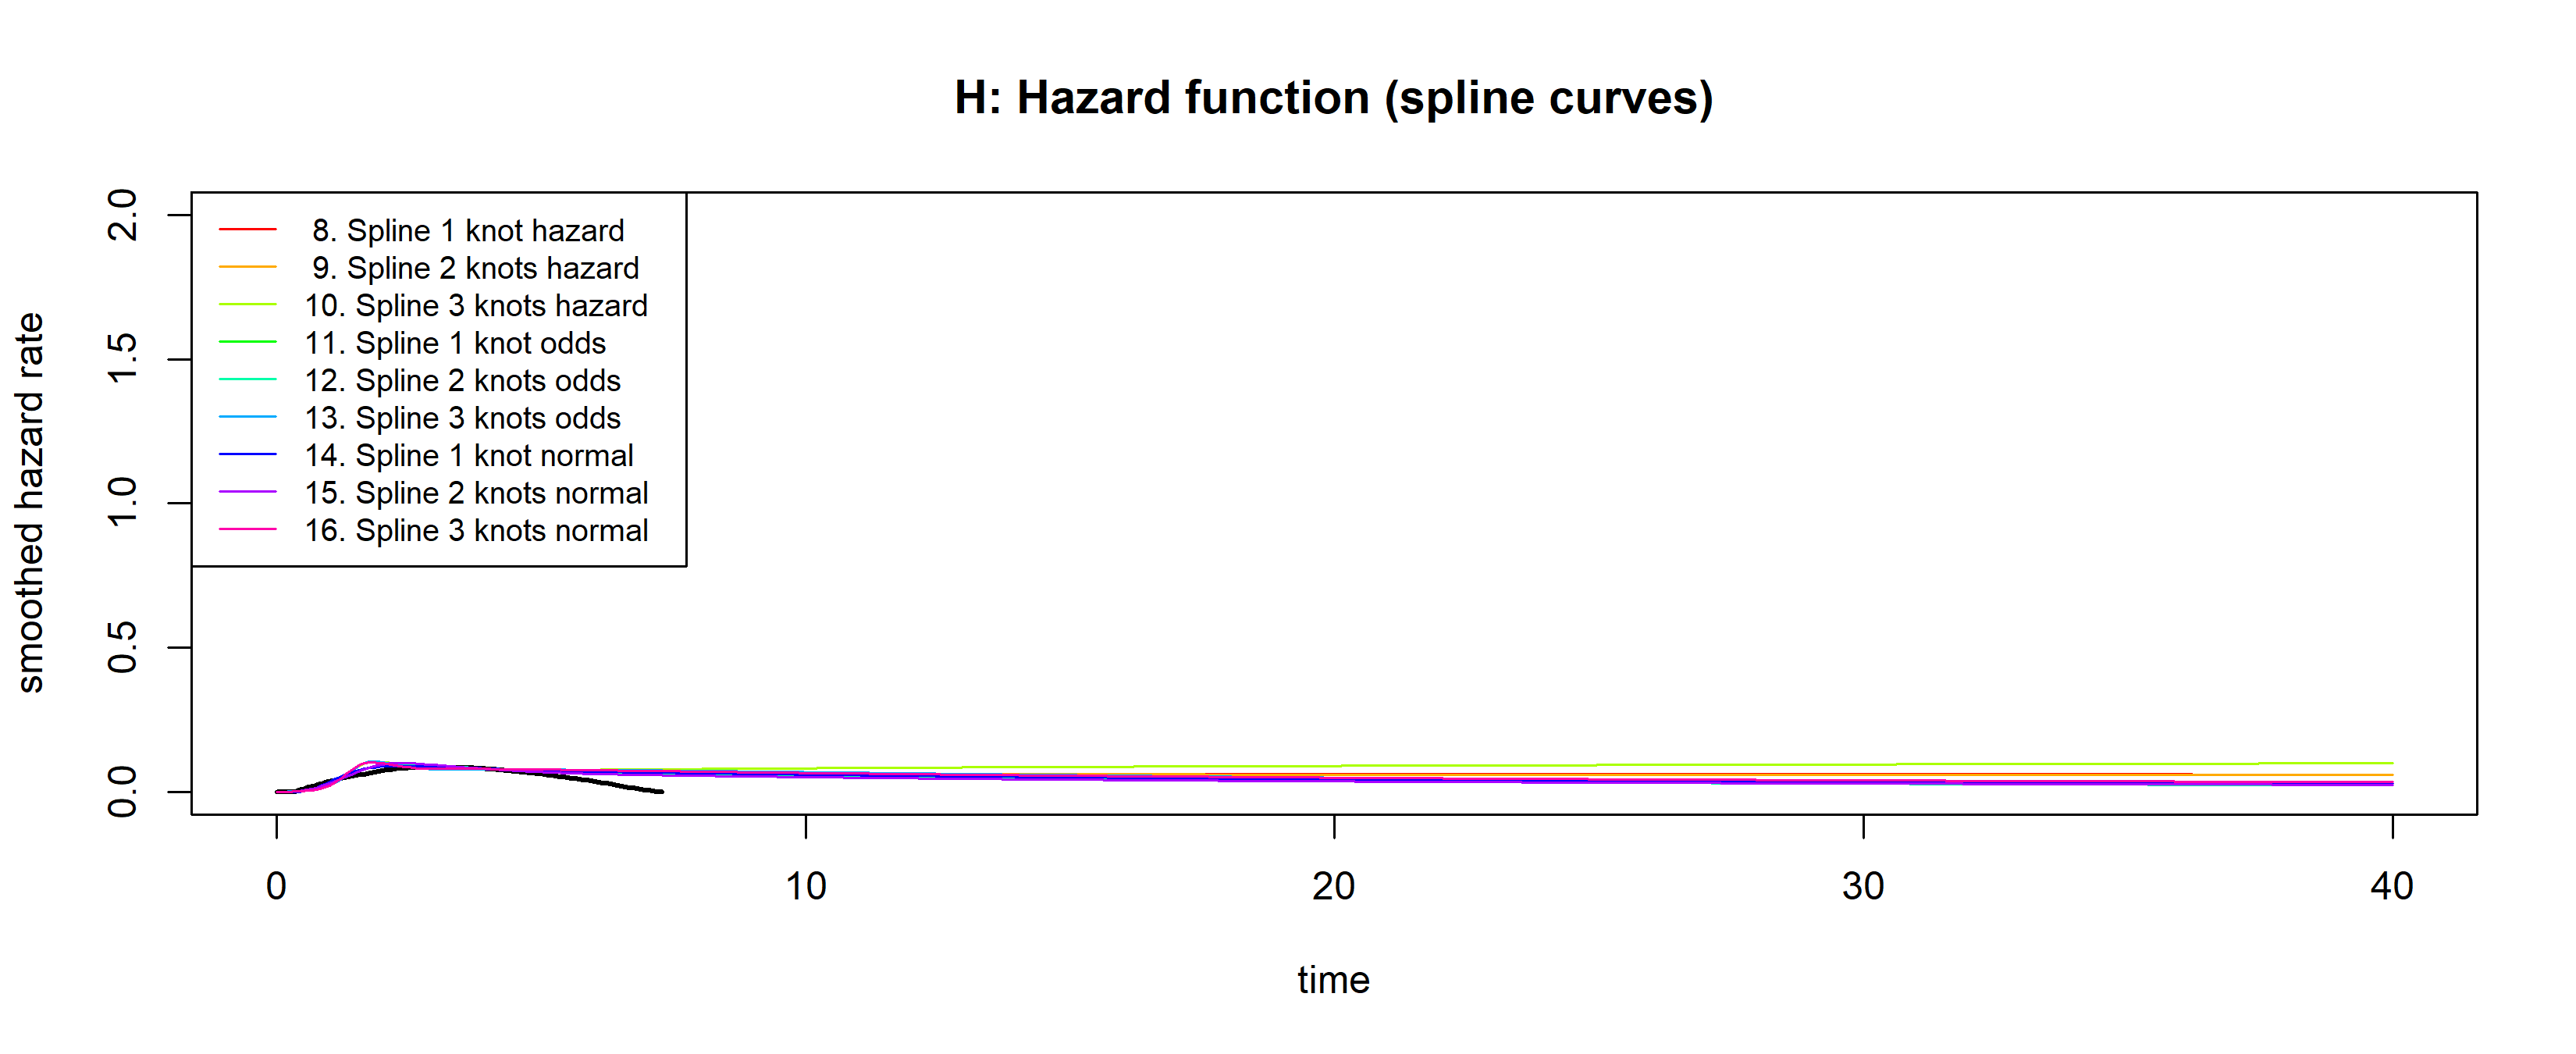 H: Hazard function (spline curves)
smoothed hazard rate
2.0
1.5
1.0
0.5
0.0
8. Spline 1 knot hazard
9. Spline 2 knots hazard
10. Spline 3 knots hazard
11. Spline 1 knot odds
12. Spline 2 knots odds
13. Spline 3 knots odds
14. Spline 1 knot normal
15. Spline 2 knots normal
16. Spline 3 knots normal
0 10 20 30 40
time